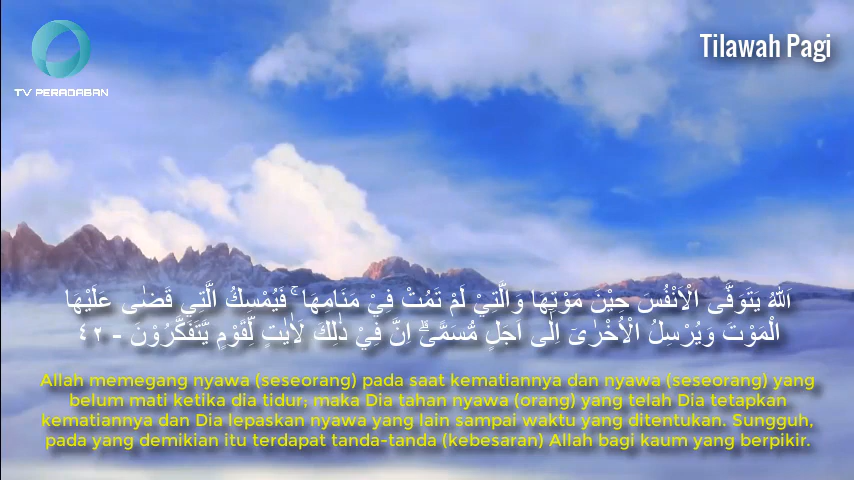 Tilawah Pagi
TV PERADABAN
اَللّٰهُ يَتَوَفَّى الْاَنْفُسَ حِيْنَ مَوْتِهَا وَالَّتِيْ لَمْ تَمُتْ فِيْ مَنَامِهَا ۚ فَيُمْسِكُ الَّتِي قَضٰى عَلَيْهَا
الْمَوْتَ وَيُرْسِلُ الْاُخْرٰىٓ اِلٰٓى اَجَلٍ مُّسَمًّىۗ اِنَّ فِيْ ذٰلِكَ لَاٰيٰتٍ لِّقَوْمٍ يَّتَفَكَّرُوْنَ - ٤٢
Allah memegang nyawa (seseorang) pada saat kematiannya dan nyawa (seseorang) yang
belum mati ketika dia tidur; maka Dia tahan nyawa (orang) yang telah Dia tetapkan
kematiannya dan Dia lepaskan nyawa yang lain sampai waktu yang ditentukan. Sungguh,
pada yang demikian itu terdapat tanda-tanda (kebesaran) Allah bagi kaum yang berpikir.